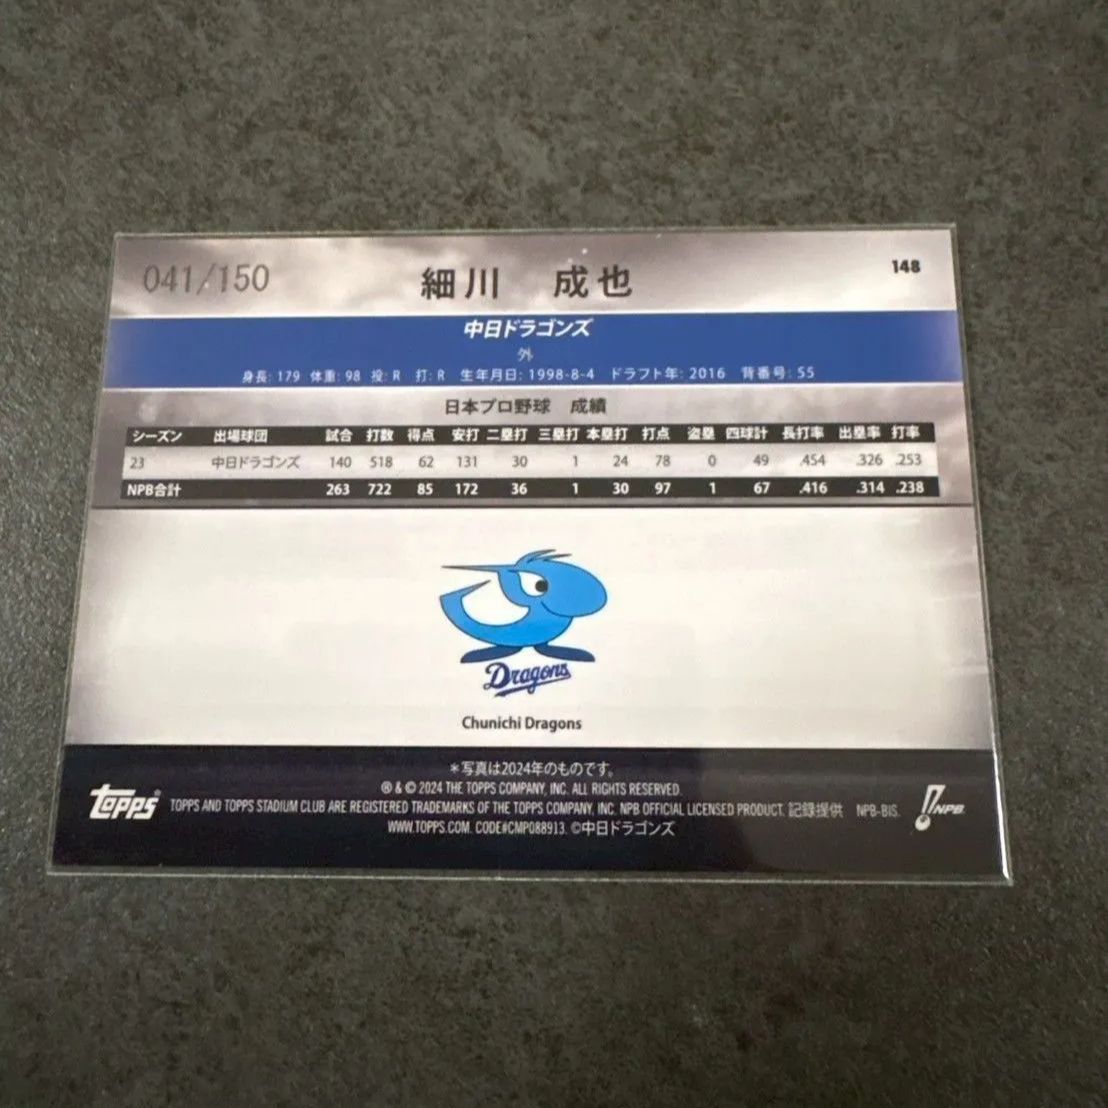 041/150
細川 成也
148
中日ドラゴンズ
外
身長: 179 体重: 98 投: R 打: R 生年月日: 1998-8-4 ドラフト年: 2016 背番号: 55
日本プロ野球 成績
シーズン 出場球団 試合 打数 得点 安打 二塁打 三塁打 本塁打 打点 盗塁 四球計 長打率 出塁率 打率
23 中日ドラゴンズ 140 518 62 131 30 1 24 78 0 49 .454 .326 .253
NPB合計 263 722 85 172 36 1 30 97 1 67 .416 .314 .238
Dragons
Chunichi Dragons
*写真は2024年のものです。
® & © 2024 THE TOPPS COMPANY, INC. ALL RIGHTS RESERVED.
topps
TOPPS AND TOPPS STADIUM CLUB ARE REGISTERED TRADEMARKS OF THE TOPPS COMPANY, INC. NPB OFFICIAL LICENSED PRODUCT. 記録提供 NPB-BIS.
NPB
WWW.TOPPS.COM. CODE#CMP088913. ©中日ドラゴンズ